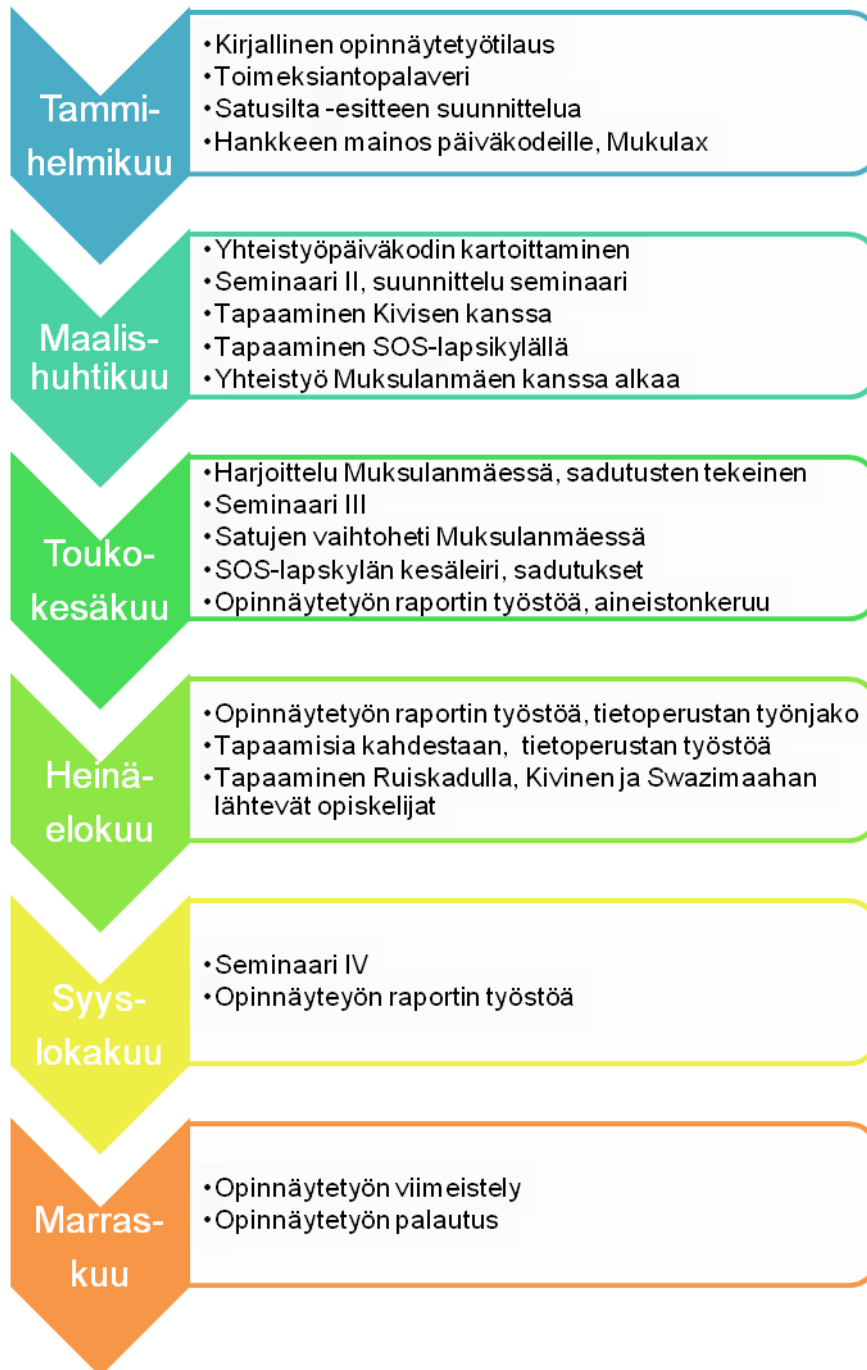 Tammi-
helmikuu
•Kirjallinen opinnäytetyötilaus
•Toimeksiantopalaveri
•Satusilta -esitteen suunnittelua
•Hankkeen mainos päiväkodeille, Mukulax
Maalis-
huhtikuu
•Yhteistyöpäiväkodin kartoittaminen
•Seminaari II, suunnittelu seminaari
•Tapaaminen Kivisen kanssa
•Tapaaminen SOS-lapsikylällä
•Yhteistyö Muksulanmäen kanssa alkaa
Touko-
kesäkuu
•Harjoittelu Muksulanmäessä, sadutusten tekeinen
•Seminaari III
•Satujen vaihtoheti Muksulanmäessä
•SOS-lapskylän kesäleiri, sadutukset
•Opinnäytetyön raportin työstöä, aineistonkeruu
Heinä-
elokuu
•Opinnäytetyön raportin työstöä, tietoperustan työnjako
•Tapaamisia kahdestaan, tietoperustan työstöä
•Tapaaminen Ruiskadulla, Kivinen ja Swazimaahan
lähtevät opiskelijat
Syys-
lokakuu
•Seminaari IV
•Opinnäyteyön raportin työstöä
Marras-
kuu
•Opinnäytetyön viimeistely
•Opinnäytetyön palautus